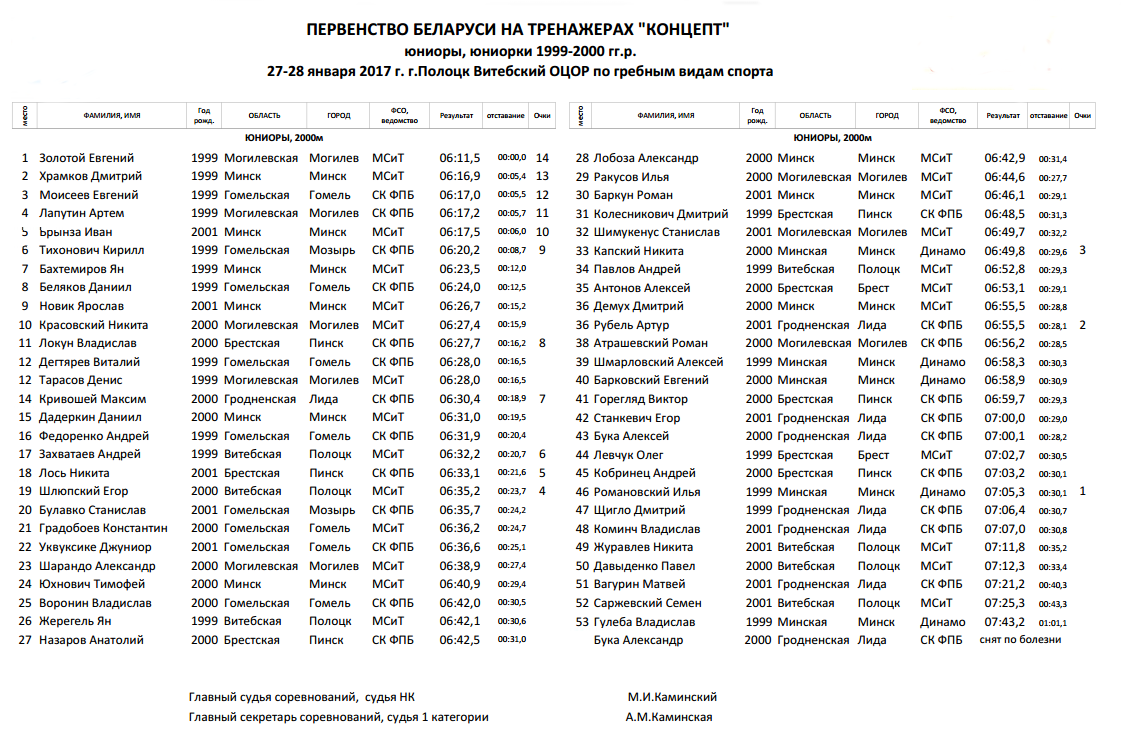 ПЕРВЕНСТВО БЕЛАРУСИ НА ТРЕНАЖЕРАХ "КОНЦЕПТ"
юниоры, юниорки 1999-2000 гг.р.
27-28 января 2017 г. г.Полоцк Витебский ОЦОР по гребным видам спорта
место ФАМИЛИЯ, ИМЯ Год рожд. ОБЛАСТЬ ГОРОД ФСО, ведомство Результат отставание Очки
ЮНИОРЫ, 2000м
1 Золотой Евгений 1999 Могилевская Могилев МСиТ 06:11,5 00:00,0 14
2 Храмков Дмитрий 1999 Минск Минск МСиТ 06:16,9 00:05,4 13
3 Моисеев Евгений 1999 Гомельская Гомель СК ФПБ 06:17,0 00:05,5 12
4 Лапутин Артем 1999 Могилевская Могилев СК ФПБ 06:17,2 00:05,7 11
5 Брынза Иван 2001 Минск Минск МСиТ 06:17,5 00:06,0 10
6 Тихонович Кирилл 1999 Гомельская Мозырь СК ФПБ 06:20,2 00:08,7 9
7 Бахтемиров Ян 1999 Минск Минск МСиТ 06:23,5 00:12,0
8 Беляков Даниил 1999 Гомельская Гомель СК ФПБ 06:24,0 00:12,5
9 Новик Ярослав 2001 Минск Минск МСиТ 06:26,7 00:15,2
10 Красовский Никита 2000 Могилевская Могилев МСиТ 06:27,4 00:15,9
11 Локун Владислав 2000 Брестская Пинск СК ФПБ 06:27,7 00:16,2 8
12 Дегтярев Виталий 1999 Гомельская Гомель СК ФПБ 06:28,0 00:16,5
12 Тарасов Денис 1999 Могилевская Могилев МСиТ 06:28,0 00:16,5
14 Кривошей Максим 2000 Гродненская Лида СК ФПБ 06:30,4 00:18,9 7
15 Дадеркин Даниил 2000 Минск Минск МСиТ 06:31,0 00:19,5
16 Федоренко Андрей 1999 Гомельская Гомель СК ФПБ 06:31,9 00:20,4
17 Захватаев Андрей 1999 Витебская Полоцк МСиТ 06:32,2 00:20,7 6
18 Лось Никита 2001 Брестская Пинск СК ФПБ 06:33,1 00:21,6 5
19 Шлюпский Егор 2000 Витебская Полоцк МСиТ 06:35,2 00:23,7 4
20 Булавко Станислав 2001 Гомельская Мозырь СК ФПБ 06:35,7 00:24,2
21 Градобоев Константин 2000 Гомельская Гомель МСиТ 06:36,2 00:24,7
22 Уквуксике Джуниор 2001 Гомельская Гомель СК ФПБ 06:36,6 00:25,1
23 Шарандо Александр 2000 Могилевская Могилев МСиТ 06:38,9 00:27,4
24 Юхнович Тимофей 2000 Минск Минск МСиТ 06:40,9 00:29,4
25 Воронин Владислав 2000 Гомельская Гомель СК ФПБ 06:42,0 00:30,5
26 Жерегель Ян 1999 Витебская Полоцк МСиТ 06:42,1 00:30,6
27 Назаров Анатолий 2000 Брестская Пинск СК ФПБ 06:42,5 00:31,0
место ФАМИЛИЯ, ИМЯ Год рожд. ОБЛАСТЬ ГОРОД ФСО, ведомство Результат отставание Очки
ЮНИОРЫ, 2000м
28 Лобоза Александр 2000 Минск Минск МСиТ 06:42,9 00:31,4
29 Ракусов Илья 2000 Могилевская Могилев МСиТ 06:44,6 00:27,7
30 Баркун Роман 2001 Минск Минск МСиТ 06:46,1 00:29,1
31 Колесникович Дмитрий 1999 Брестская Пинск СК ФПБ 06:48,5 00:31,3
32 Шимукенус Станислав 2001 Могилевская Могилев МСиТ 06:49,7 00:32,2
33 Капский Никита 2000 Минская Минск Динамо 06:49,8 00:29,6 3
34 Павлов Андрей 1999 Витебская Полоцк МСиТ 06:52,8 00:29,3
35 Антонов Алексей 2000 Брестская Брест МСиТ 06:53,1 00:29,1
36 Демух Дмитрий 2000 Минск Минск МСиТ 06:55,5 00:28,8
36 Рубель Артур 2001 Гродненская Лида СК ФПБ 06:55,5 00:28,1 2
38 Атрашевский Роман 2000 Могилевская Могилев СК ФПБ 06:56,2 00:28,5
39 Шмарловский Алексей 1999 Минская Минск Динамо 06:58,3 00:30,3
40 Барковский Евгений 2000 Минская Минск Динамо 06:58,9 00:30,9
41 Горегляд Виктор 2000 Брестская Пинск СК ФПБ 06:59,7 00:29,3
42 Станкевич Егор 2001 Гродненская Лида СК ФПБ 07:00,0 00:29,0
43 Бука Алексей 2000 Гродненская Лида СК ФПБ 07:00,1 00:28,2
44 Левчук Олег 1999 Брестская Брест МСиТ 07:02,7 00:30,5
45 Кобринец Андрей 2000 Брестская Пинск СК ФПБ 07:03,2 00:30,1
46 Романовский Илья 1999 Минская Минск Динамо 07:05,3 00:30,1 1
47 Щигло Дмитрий 1999 Гродненская Лида СК ФПБ 07:06,4 00:30,7
48 Коминч Владислав 2001 Гродненская Лида СК ФПБ 07:07,0 00:30,8
49 Журавлев Никита 2001 Витебская Полоцк МСиТ 07:11,8 00:35,2
50 Давыденко Павел 2000 Витебская Полоцк МСиТ 07:12,3 00:33,4
51 Вагурин Матвей 2001 Гродненская Лида СК ФПБ 07:21,2 00:40,3
52 Саржевский Семен 2001 Витебская Полоцк МСиТ 07:25,3 00:43,3
53 Гулеба Владислав 1999 Минская Минск Динамо 07:43,2 01:01,1
Бука Александр 2000 Гродненская Лида СК ФПБ снят по болезни
Главный судья соревнований, судья НК М.И.Каминский
Главный секретарь соревнований, судья 1 категории А.М.Каминская